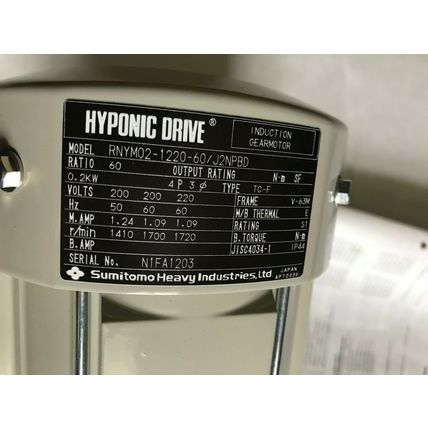 HYPONIC DRIVE® INDUCTION GEARMOTOR
MODEL RNYM02-1220-60/J2NPBD
RATIO 60 OUTPUT RATING N·m SF
0.2KW 4P 3ø TYPE TC-F
VOLTS 200 200 220 FRAME V-63M
Hz 50 60 60 M/B THERMAL E
M.AMP 1.24 1.09 1.09 RATING S1
r/min 1410 1700 1720 B.TORQUE N·m
B.AMP JISC4034-1 IP44
SERIAL No. N1FA1203
Sumitomo Heavy Industries,Ltd. JAPAN